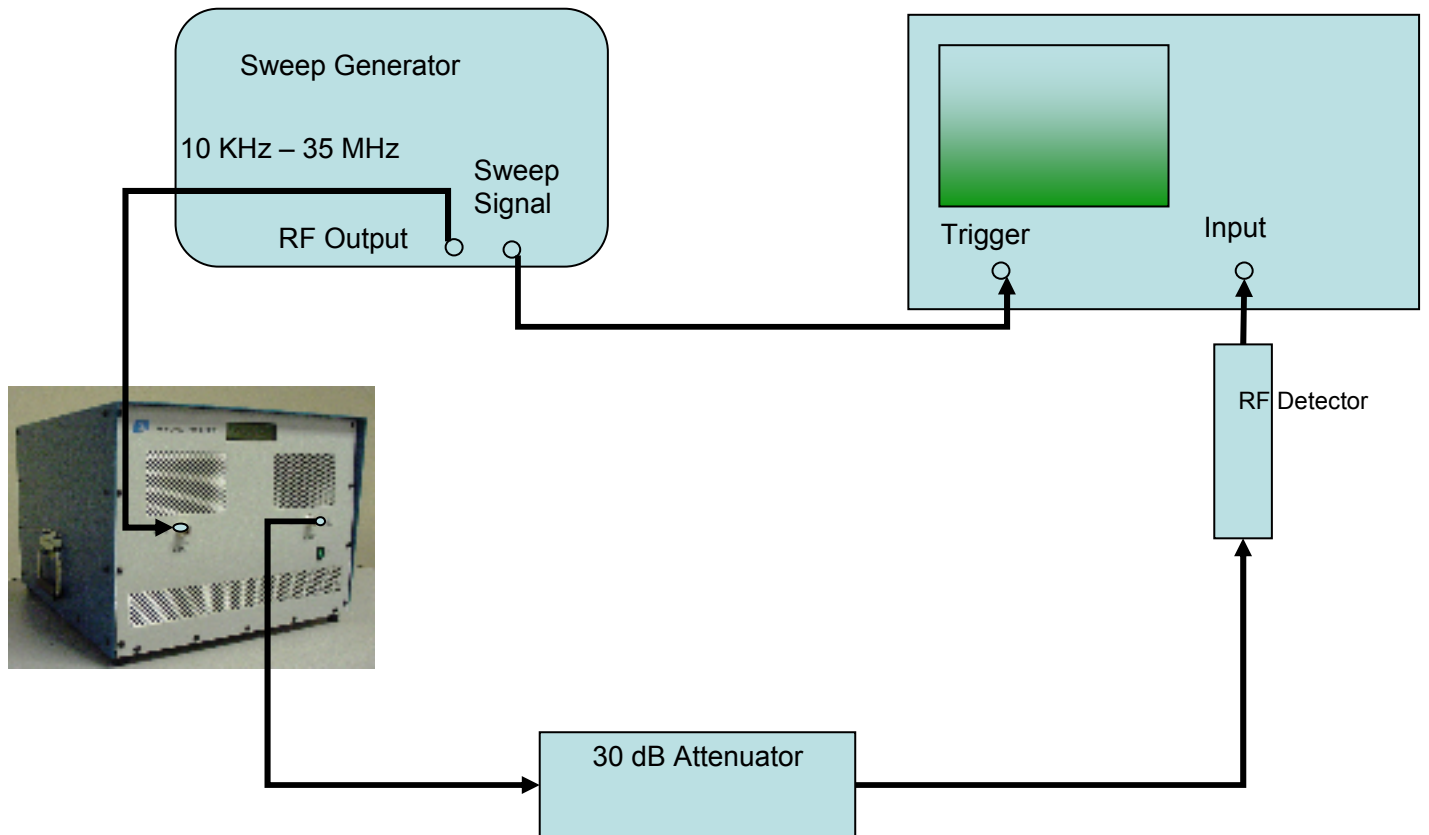 Sweep Generator
10 KHz – 35 MHz
Sweep
Signal
RF Output
Trigger
Input
RF Detector
30 dB Attenuator